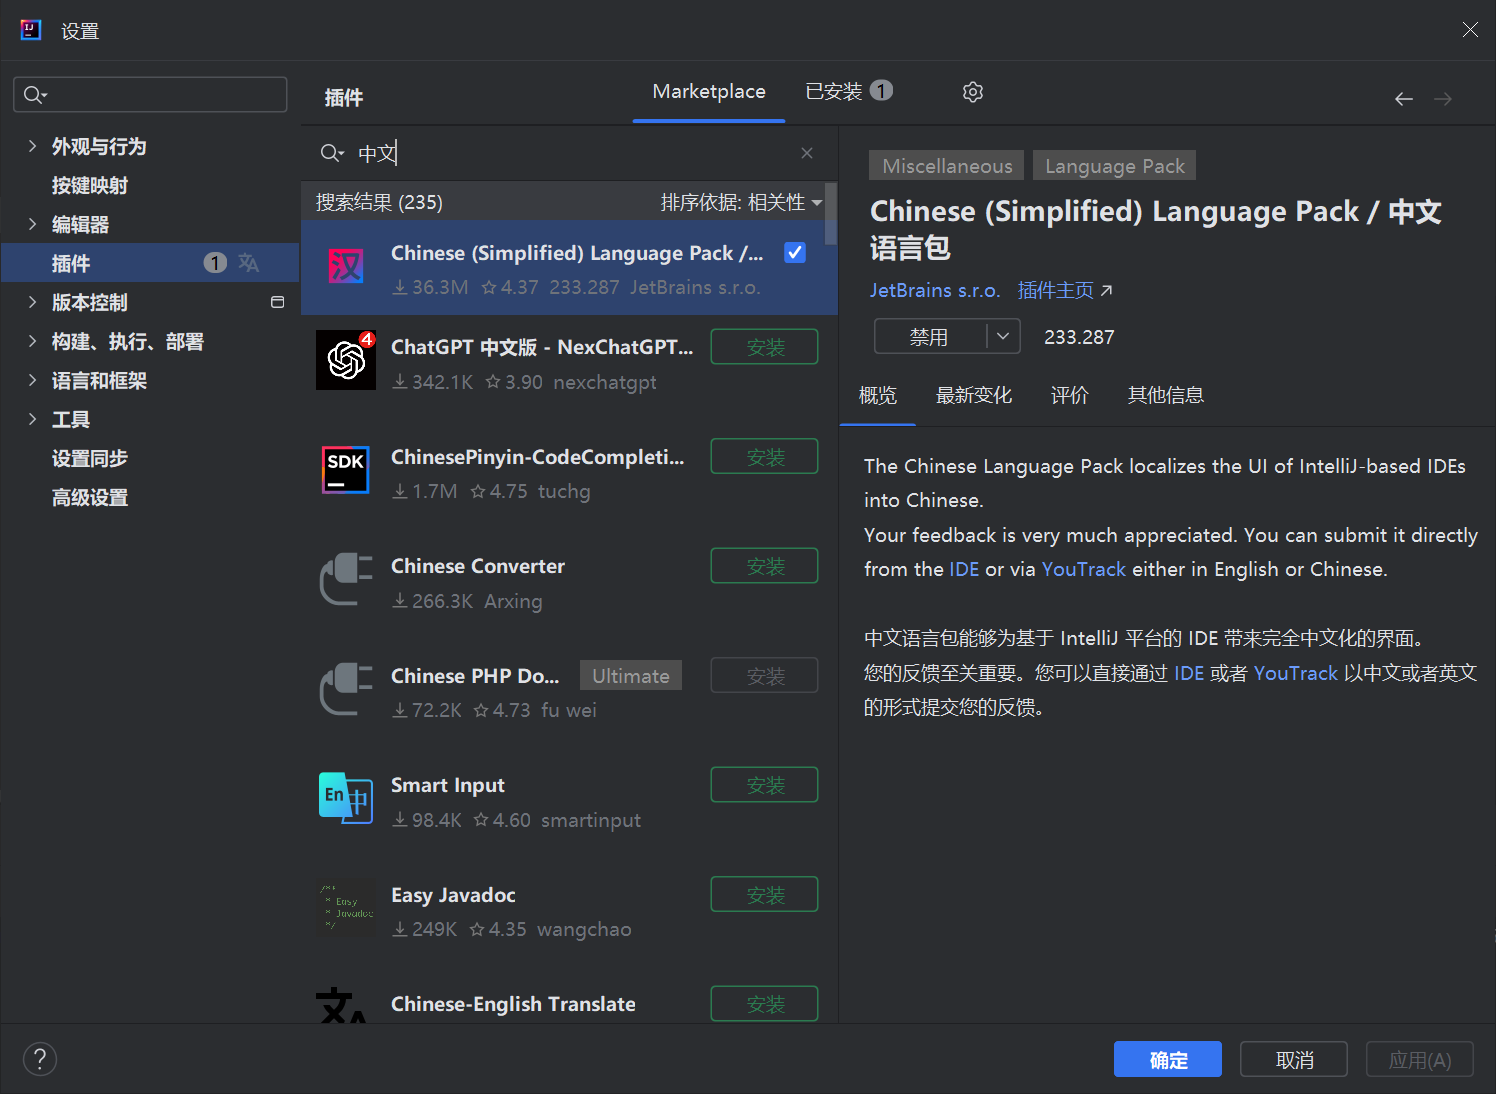 设置
插件
Marketplace
已安装 1
外观与行为
按键映射
编辑器
插件 1
版本控制
构建、执行、部署
语言和框架
工具
设置同步
高级设置
中文
搜索结果 (235)
排序依据: 相关性
汉
Chinese (Simplified) Language Pack /...
36.3M 4.37 233.287 JetBrains s.r.o.
4
ChatGPT 中文版 - NexChatGPT...
安装
342.1K 3.90 nexchatgpt
SDK
ChinesePinyin-CodeCompleti...
安装
1.7M 4.75 tuchg
Chinese Converter
安装
266.3K Arxing
Chinese PHP Do...
Ultimate
安装
72.2K 4.73 fu wei
En 中
Smart Input
安装
98.4K 4.60 smartinput
/**
* Easy
* Javadoc
*/
Easy Javadoc
安装
249K 4.35 wangchao
Chinese-English Translate
安装
Miscellaneous
Language Pack
Chinese (Simplified) Language Pack / 中文
语言包
JetBrains s.r.o. 插件主页
禁用
233.287
概览
最新变化
评价
其他信息
The Chinese Language Pack localizes the UI of IntelliJ-based IDEs
into Chinese.
Your feedback is very much appreciated. You can submit it directly
from the IDE or via YouTrack either in English or Chinese.
中文语言包能够为基于 IntelliJ 平台的 IDE 带来完全中文化的界面。
您的反馈至关重要。您可以直接通过 IDE 或者 YouTrack 以中文或者英文
的形式提交您的反馈。
?
确定
取消
应用(A)